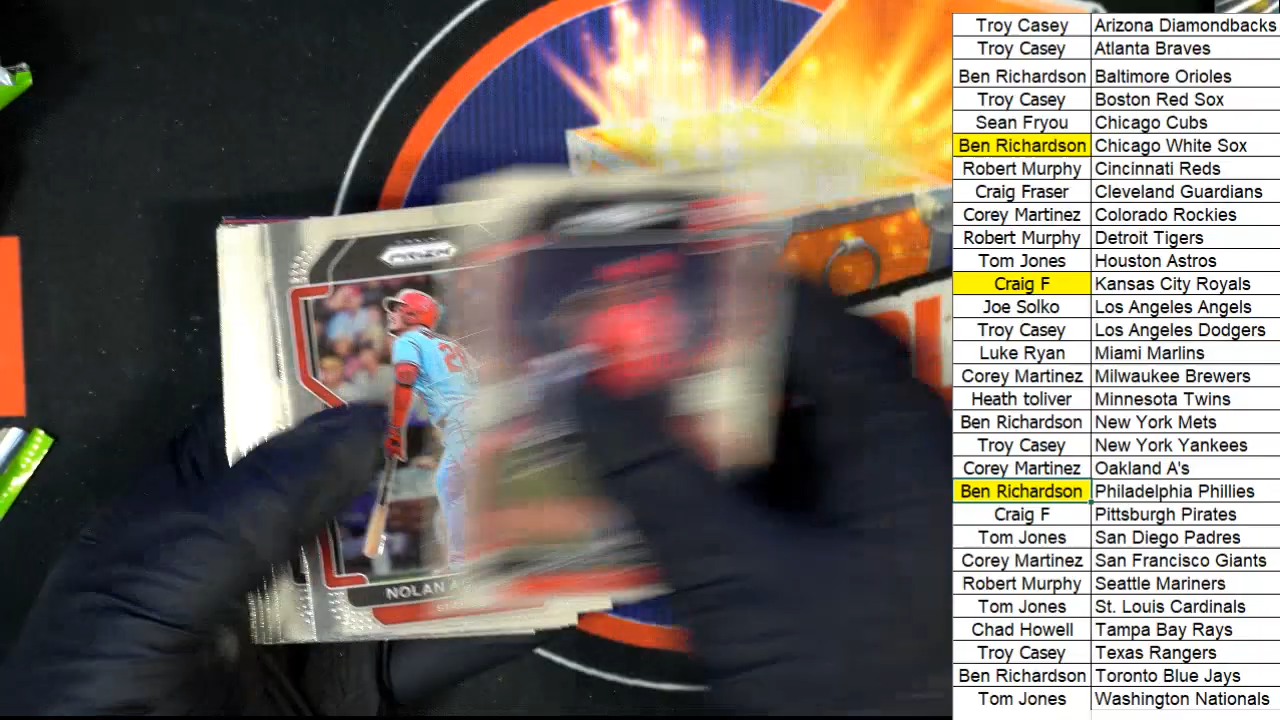 Troy Casey Arizona Diamondbacks
Troy Casey Atlanta Braves
Ben Richardson Baltimore Orioles
Troy Casey Boston Red Sox
Sean Fryou Chicago Cubs
Ben Richardson Chicago White Sox
Robert Murphy Cincinnati Reds
Craig Fraser Cleveland Guardians
Corey Martinez Colorado Rockies
Robert Murphy Detroit Tigers
Tom Jones Houston Astros
Craig F Kansas City Royals
Joe Solko Los Angeles Angels
Troy Casey Los Angeles Dodgers
Luke Ryan Miami Marlins
Corey Martinez Milwaukee Brewers
Heath toliver Minnesota Twins
Ben Richardson New York Mets
Troy Casey New York Yankees
Corey Martinez Oakland A's
Ben Richardson Philadelphia Phillies
Craig F Pittsburgh Pirates
Tom Jones San Diego Padres
Corey Martinez San Francisco Giants
Robert Murphy Seattle Mariners
Tom Jones St. Louis Cardinals
Chad Howell Tampa Bay Rays
Troy Casey Texas Rangers
Ben Richardson Toronto Blue Jays
Tom Jones Washington Nationals
PRIZM
NOLAN